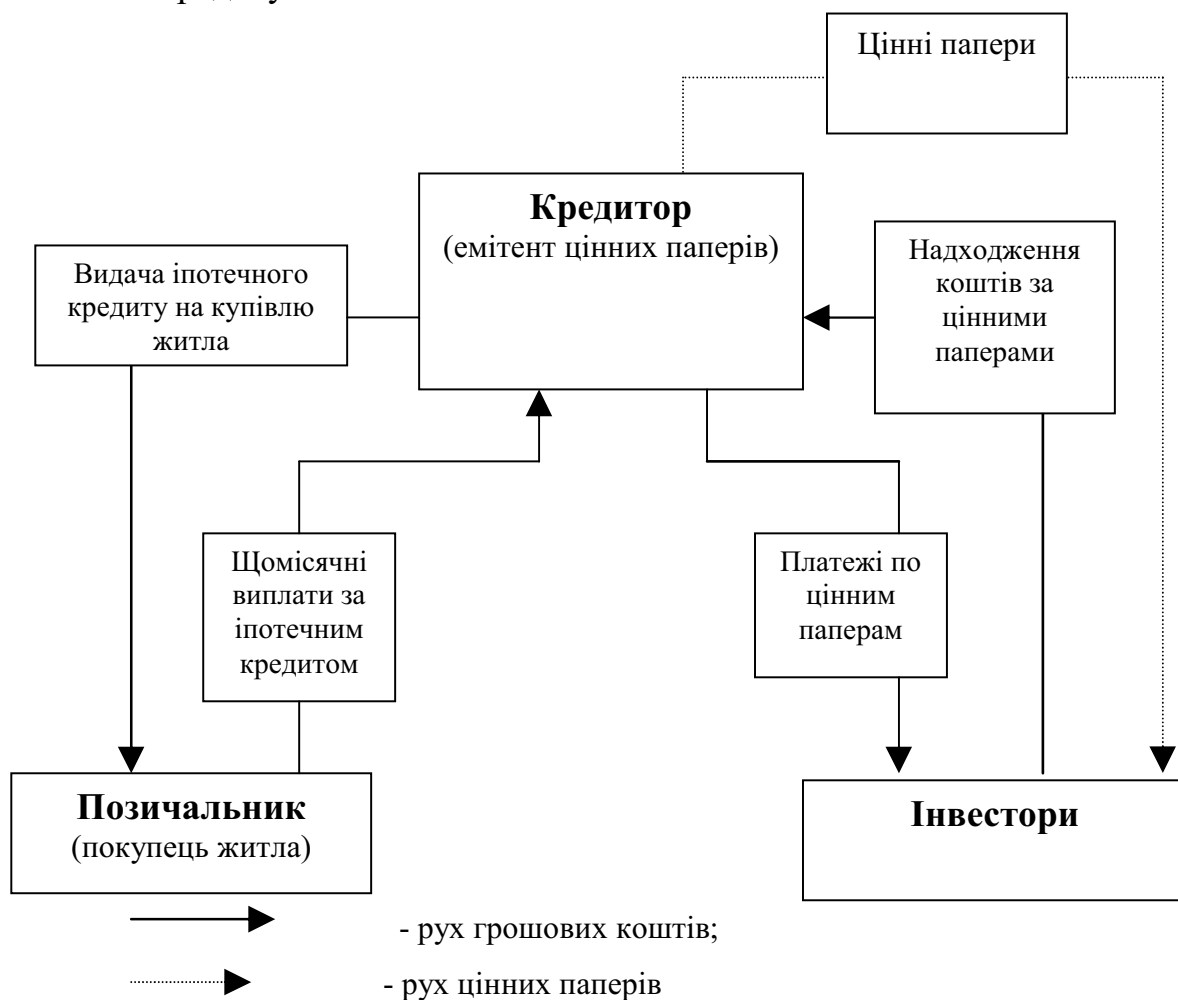 Цінні папери
Кредитор
(емітент цінних паперів)
Видача іпотечного
кредиту на купівлю
житла
Надходження
коштів за
цінними
паперами
Щомісячні
виплати за
іпотечним
кредитом
Платежі по
цінним
паперам
Позичальник
(покупець житла)
Інвестори
- рух грошових коштів;
- рух цінних паперів